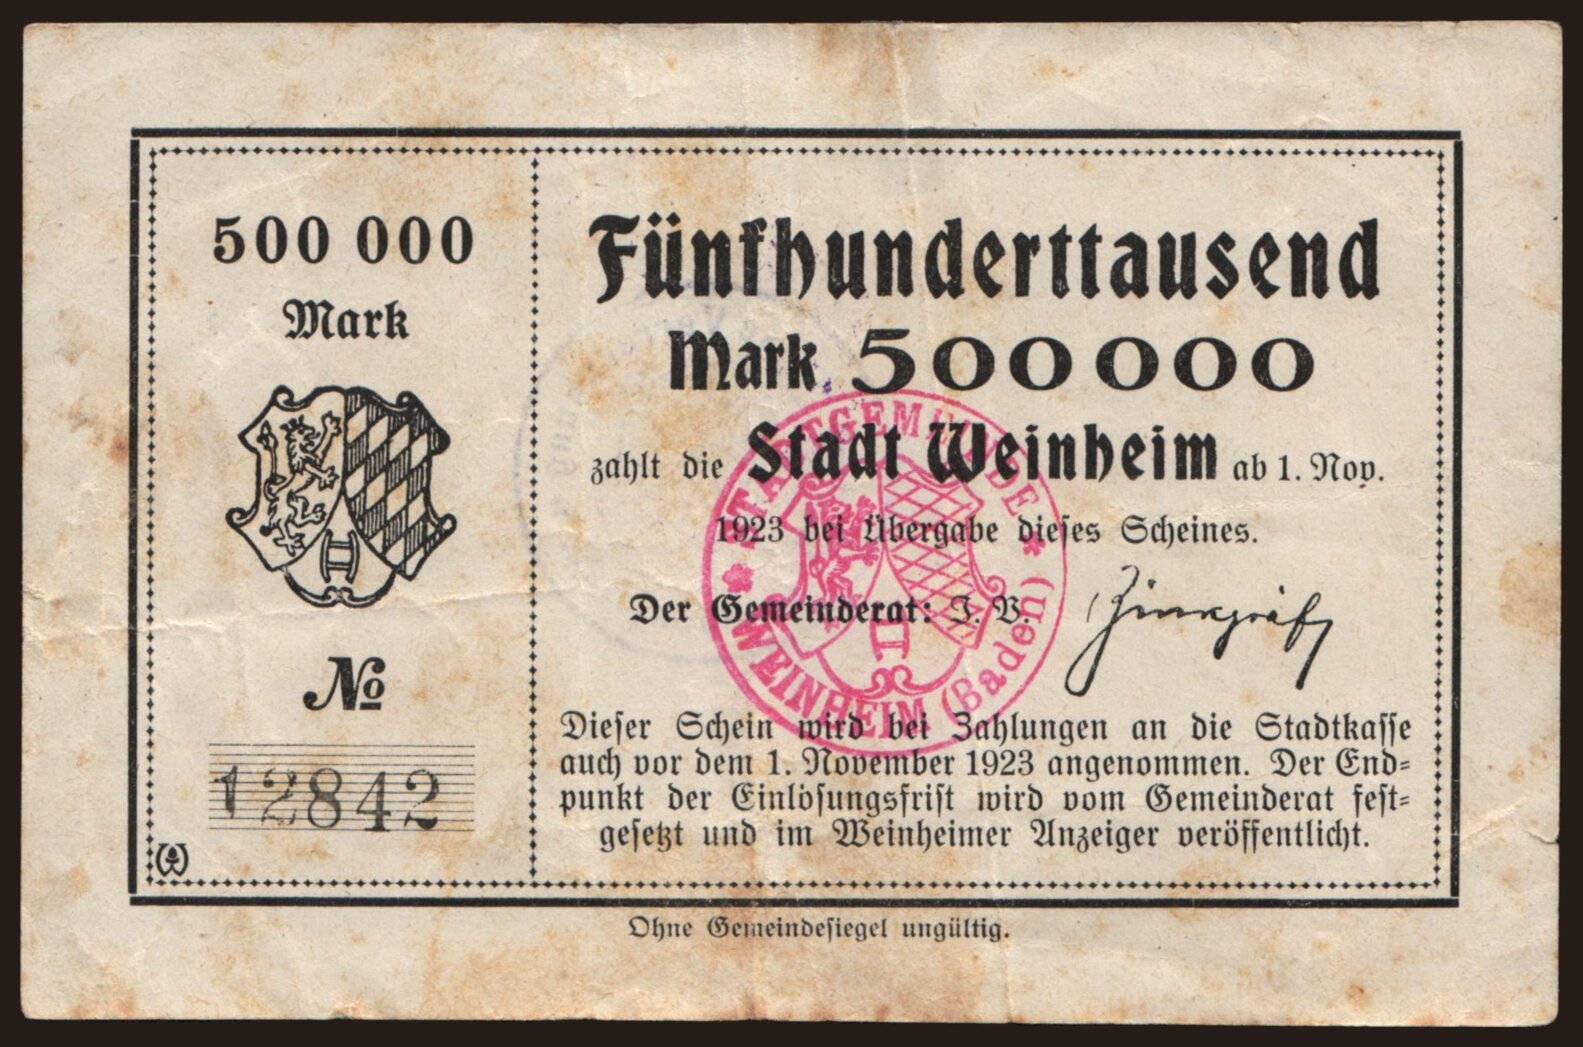 500 000
Mark
№
12842
Fünfhunderttausend
Mark 500000
zahlt die Stadt Weinheim ab 1. Nov.
1923 bei Übergabe dieses Scheines.
Der Gemeinderat: J. V. Zinkgräf
STADTGEMEINDE
WEINHEIM (Baden)
Dieser Schein wird bei Zahlungen an die Stadtkasse
auch vor dem 1. November 1923 angenommen. Der End-
punkt der Einlösungsfrist wird vom Gemeinderat fest-
gesetzt und im Weinheimer Anzeiger veröffentlicht.
Ohne Gemeindesiegel ungültig.